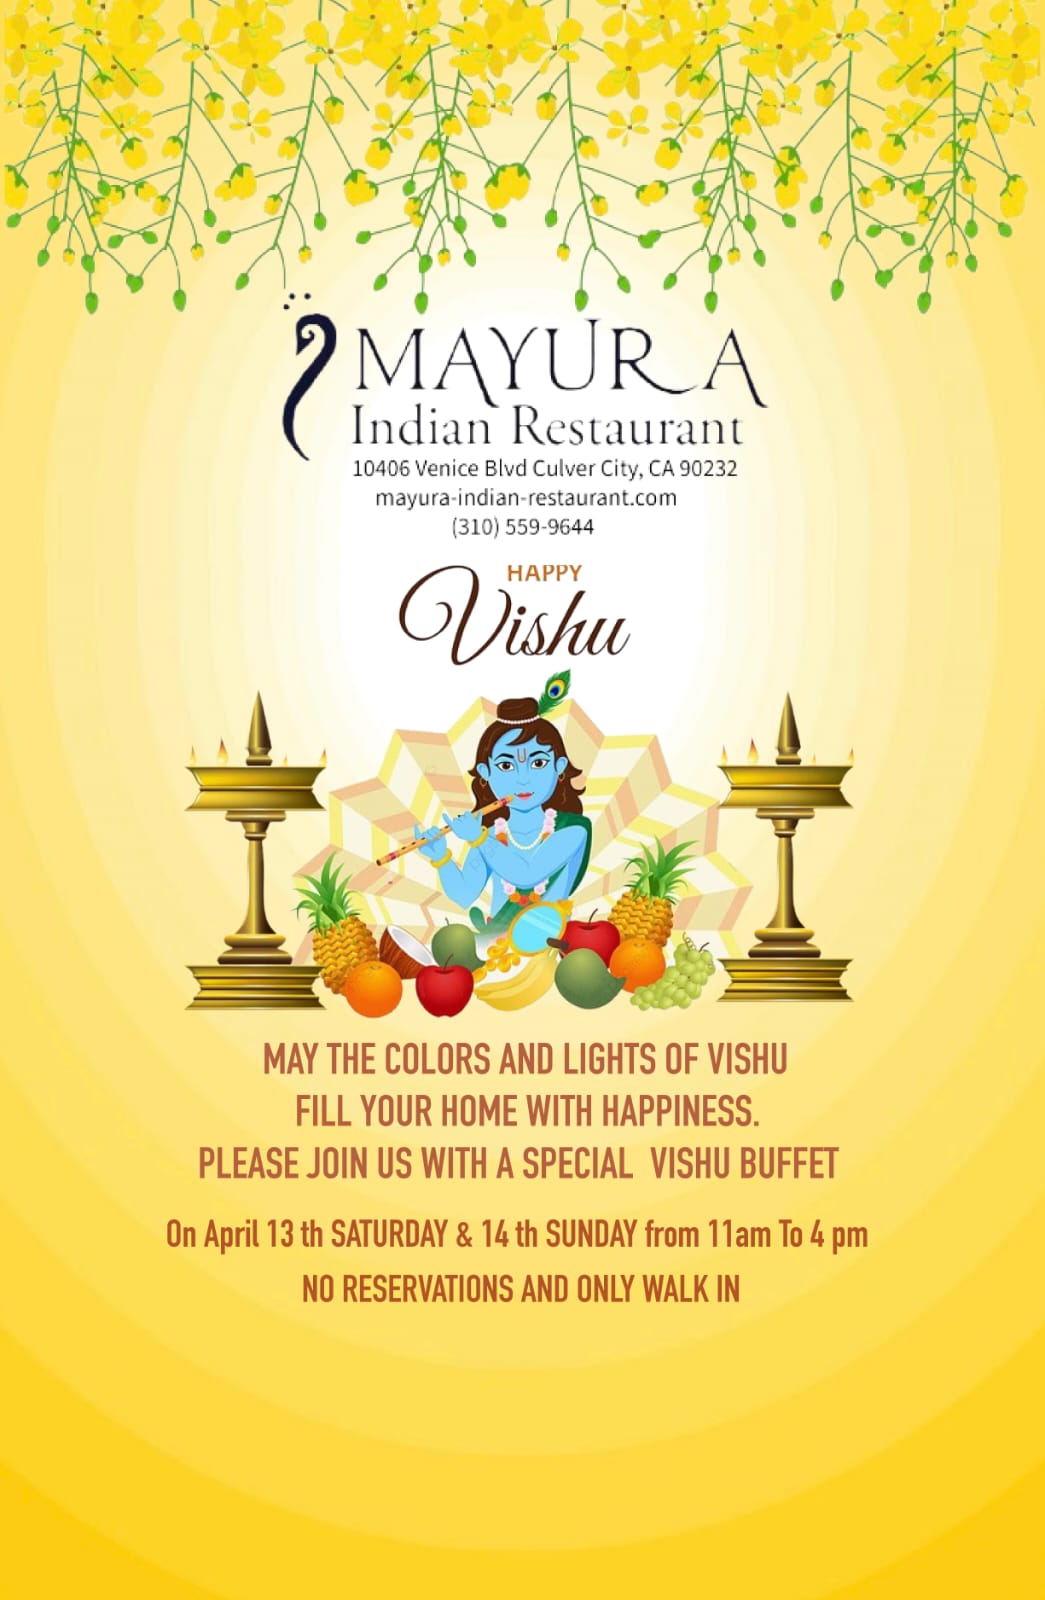 MAYURA
Indian Restaurant
10406 Venice Blvd Culver City, CA 90232
mayura-indian-restaurant.com
(310) 559-9644
HAPPY
Vishu
MAY THE COLORS AND LIGHTS OF VISHU
FILL YOUR HOME WITH HAPPINESS.
PLEASE JOIN US WITH A SPECIAL VISHU BUFFET
On April 13 th SATURDAY & 14 th SUNDAY from 11am To 4 pm
NO RESERVATIONS AND ONLY WALK IN